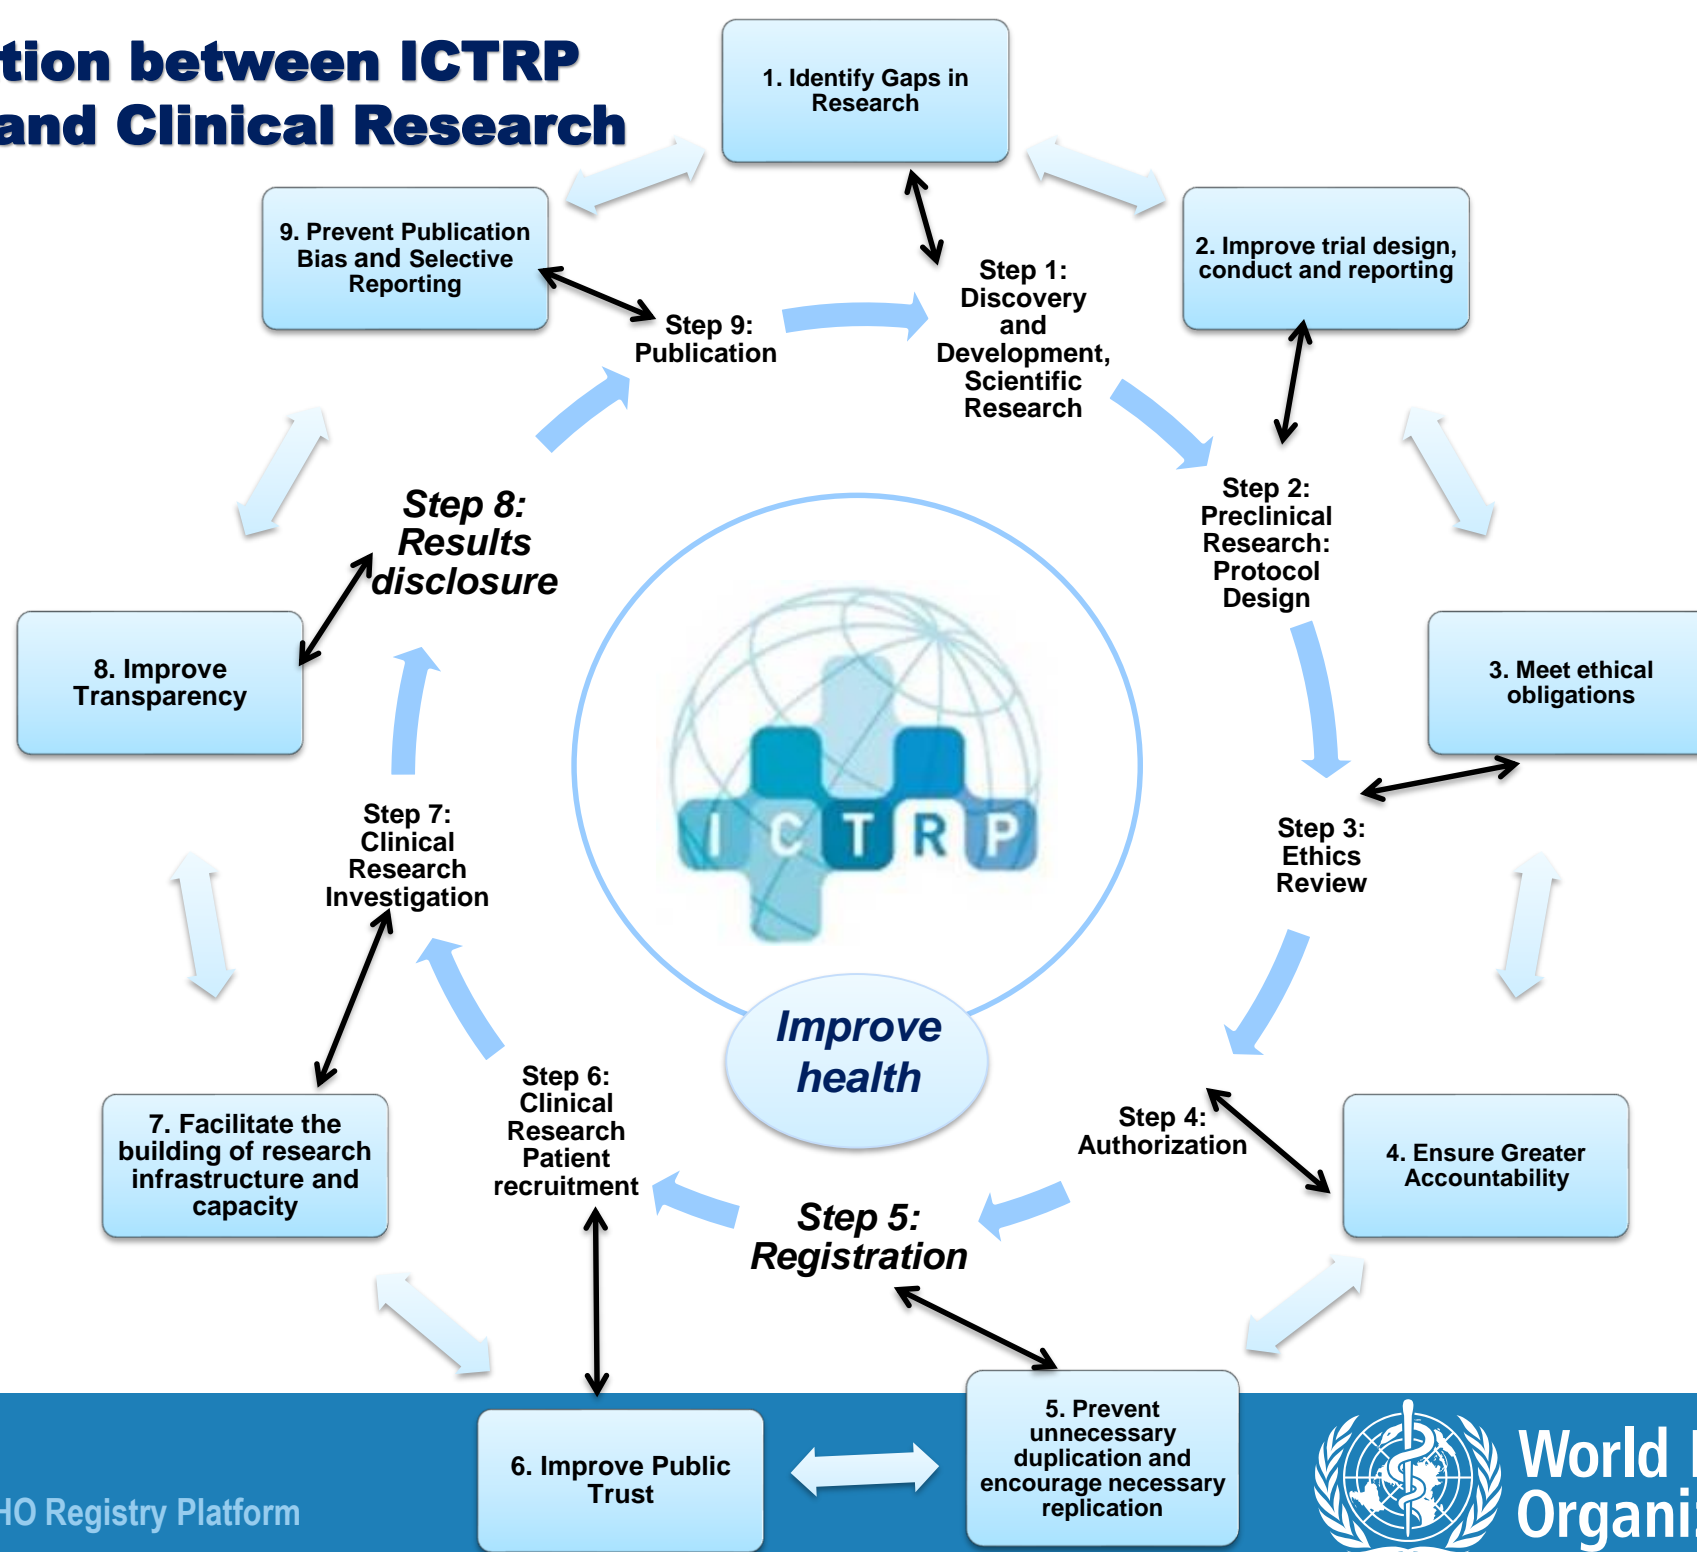 tion between ICTRP
and Clinical Research
1. Identify Gaps in
Research
9. Prevent Publication
Bias and Selective
Reporting
2. Improve trial design,
conduct and reporting
Step 1:
Discovery
and
Development,
Scientific
Research
Step 9:
Publication
Step 2:
Preclinical
Research:
Protocol
Design
Step 8:
Results
disclosure
8. Improve
Transparency
3. Meet ethical
obligations
ICTRP
Step 7:
Clinical
Research
Investigation
Step 3:
Ethics
Review
Improve
health
Step 6:
Clinical
Research
Patient
recruitment
Step 4:
Authorization
7. Facilitate the
building of research
infrastructure and
capacity
4. Ensure Greater
Accountability
Step 5:
Registration
6. Improve Public
Trust
5. Prevent
unnecessary
duplication and
encourage necessary
replication
HO Registry Platform
World
Organi